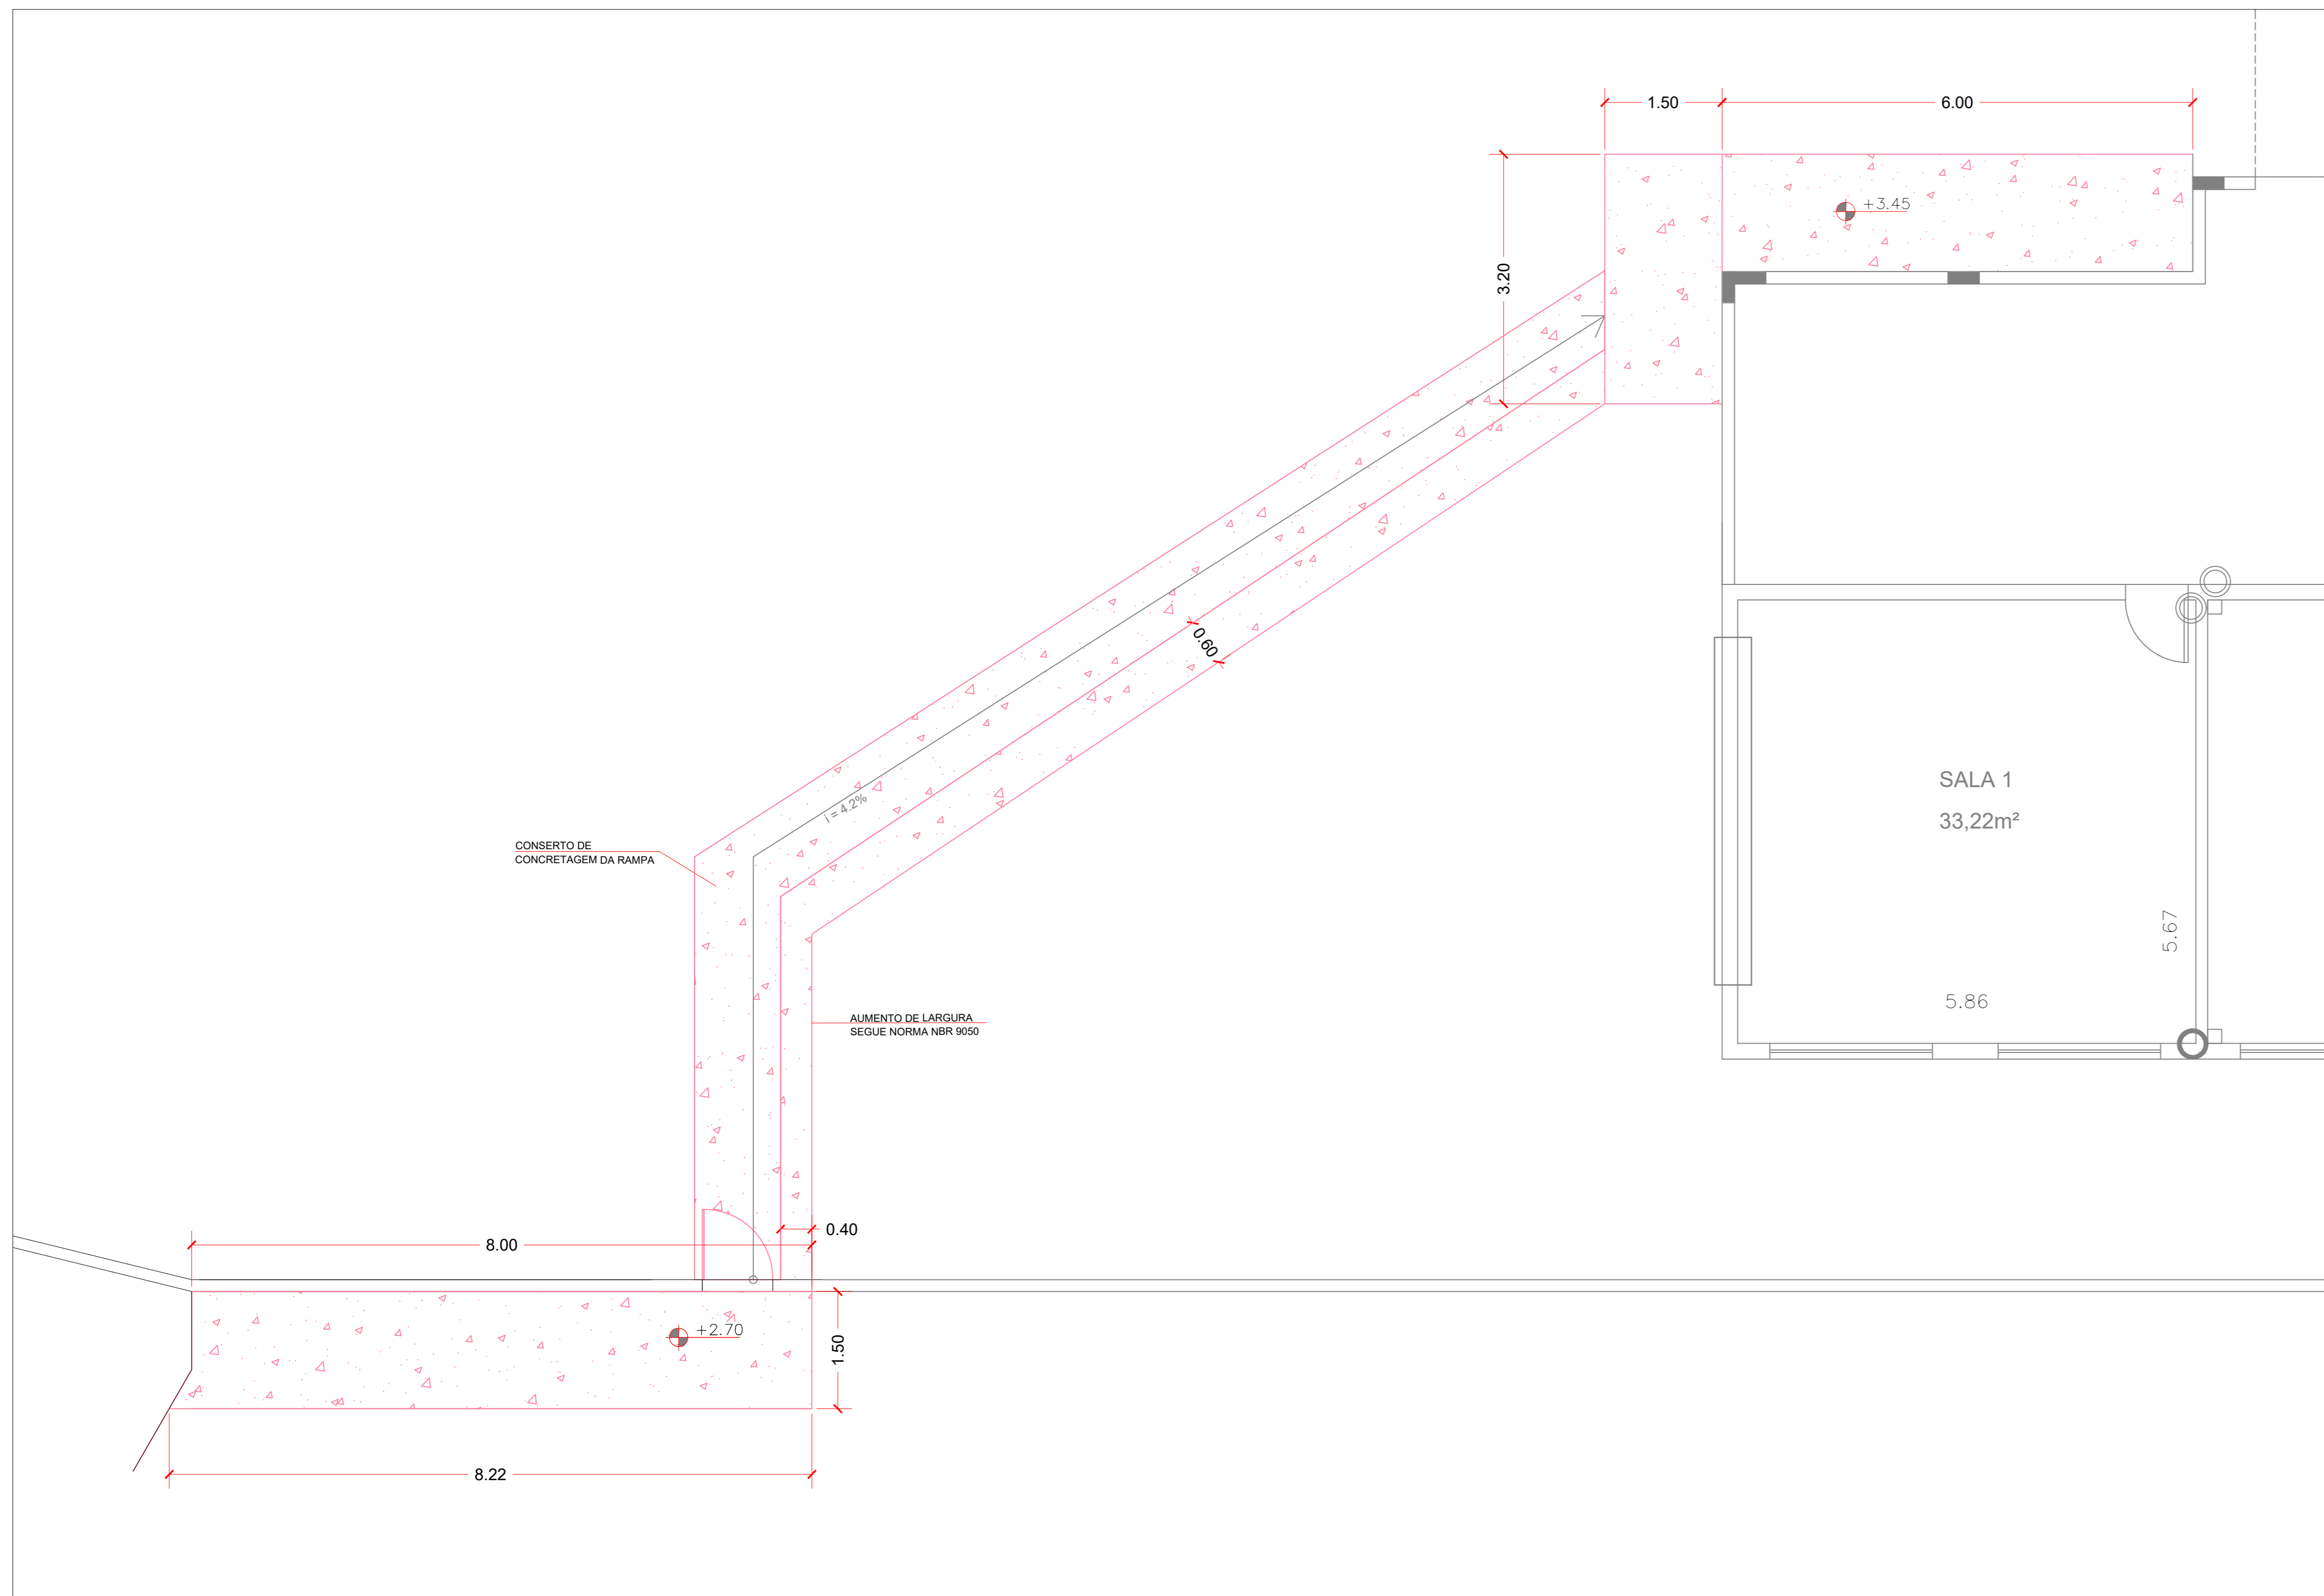 1.50
6.00
+3.45
3.20
0.60
SALA 1
33,22m²
i = 4.2%
CONSERTO DE
CONCRETAGEM DA RAMPA
5.67
5.86
AUMENTO DE LARGURA
SEGUE NORMA NBR 9050
0.40
8.00
+2.70
1.50
8.22